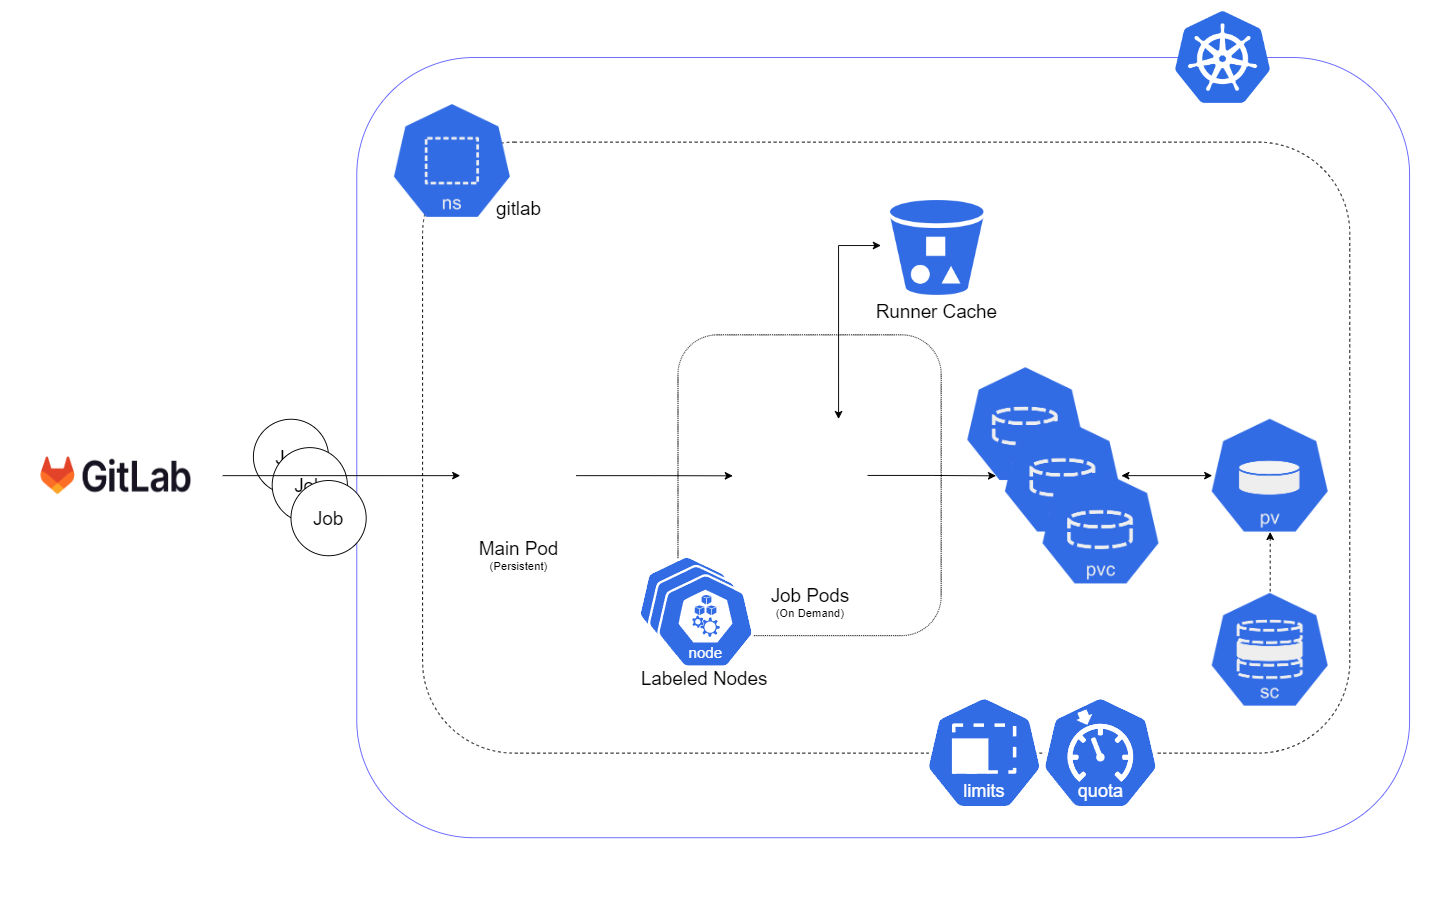 ns
gitlab
Runner Cache
GitLab
J
Job
Job
pv
pvc
Main Pod
(Persistent)
Job Pods
(On Demand)
node
Labeled Nodes
sc
limits
quota